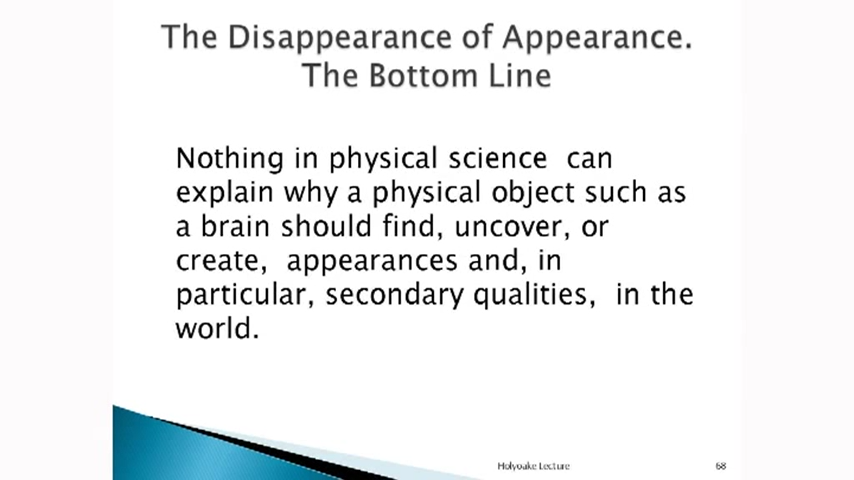 The Disappearance of Appearance.
The Bottom Line
Nothing in physical science can
explain why a physical object such as
a brain should find, uncover, or
create, appearances and, in
particular, secondary qualities, in the
world.
Holyoake Lecture
68